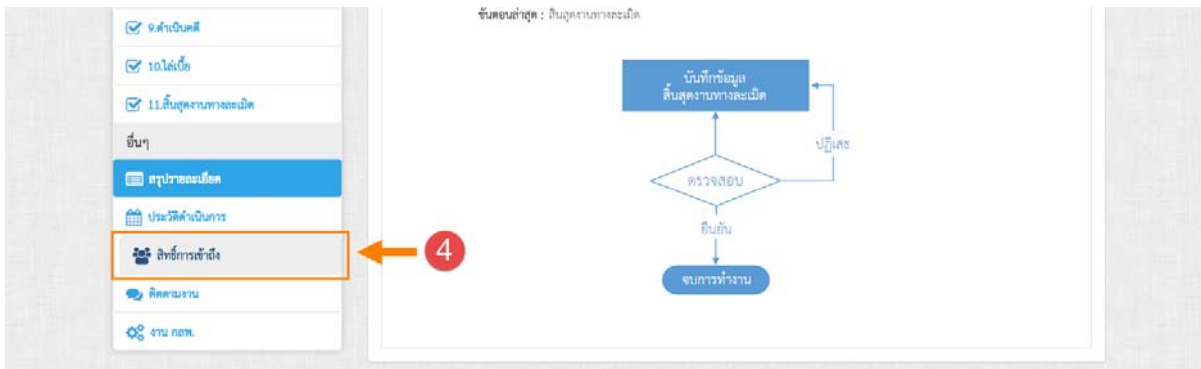 9.ดำเนินคดี
10.ไล่เบี้ย
11.สิ้นสุดงานทางละเมิด
อื่นๆ
สรุปรายละเอียด
ประวัติดำเนินการ
สิทธิ์การเข้าถึง
4
ติดตามงาน
งาน กลพ.
ขั้นตอนล่าสุด : สิ้นสุดงานทางละเมิด
บันทึกข้อมูล
สิ้นสุดงานทางละเมิด
ปฏิเสธ
ตรวจสอบ
ยืนยัน
จบการทำงาน